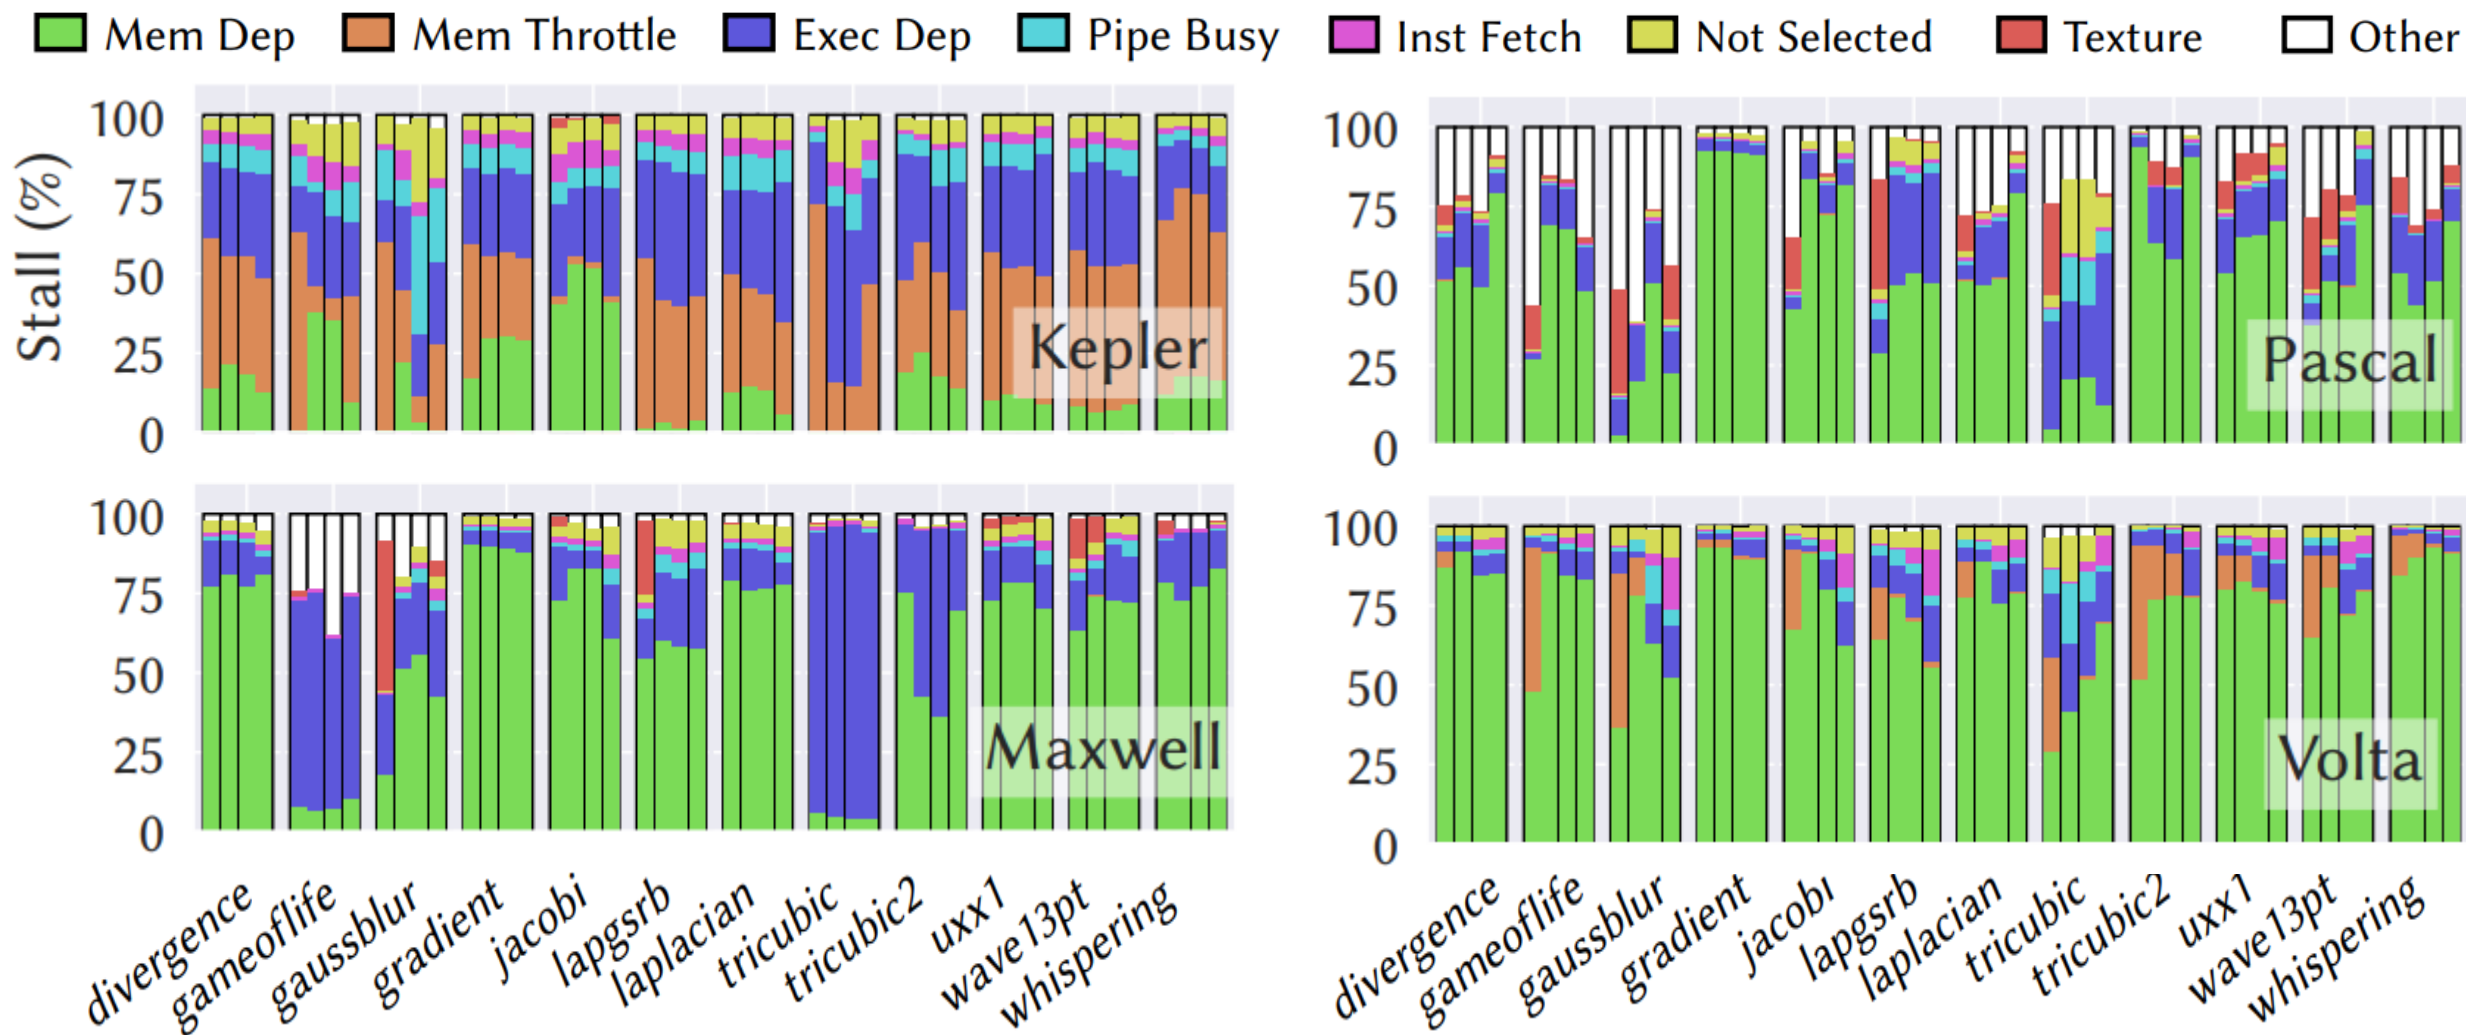 Mem Dep Mem Throttle Exec Dep Pipe Busy Inst Fetch Not Selected Texture Other
Stall (%)
100
75
50
25
0
Kepler
100
75
50
25
0
Pascal
100
75
50
25
0
Maxwell
100
75
50
25
0
Volta
divergence
gameoflife
gaussblur
gradient
jacobi
lapgsrb
laplacian
tricubic
tricubic2
uxx1
wave13pt
whispering
divergence
gameoflife
gaussblur
gradient
jacobi
lapgsrb
laplacian
tricubic
tricubic2
uxx1
wave13pt
whispering